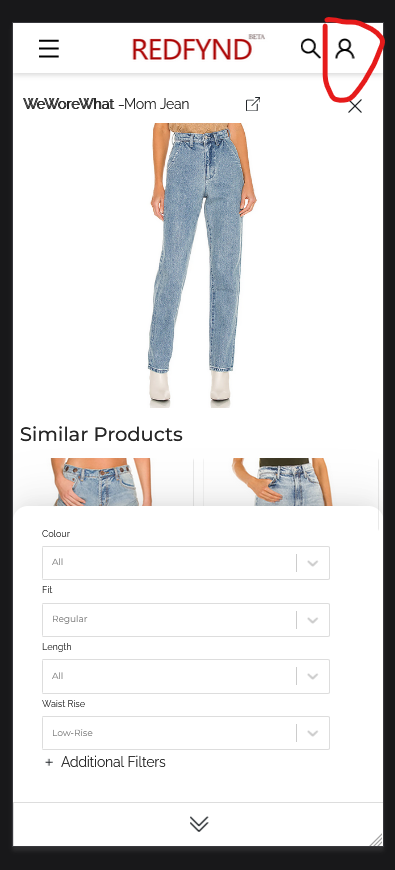 REDFYND BETA
WeWoreWhat -Mom Jean
Similar Products
Colour
All
Fit
Regular
Length
All
Waist Rise
Low-Rise
+ Additional Filters